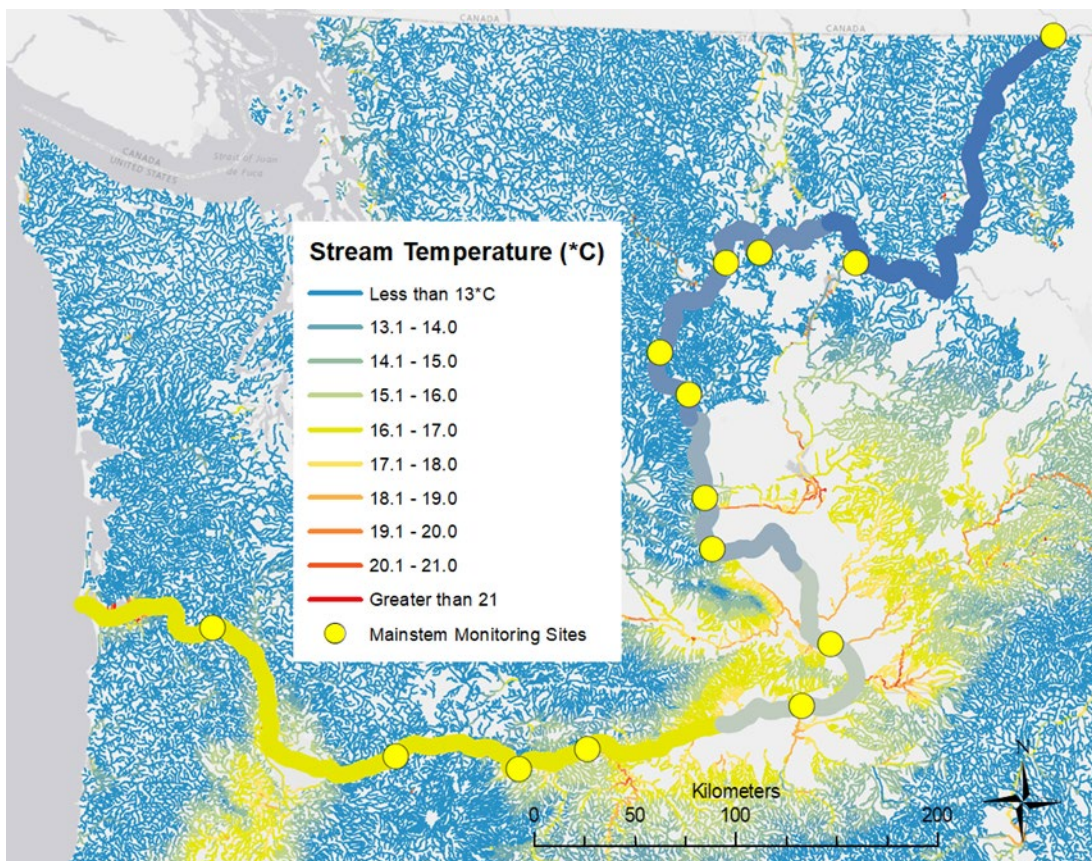 CANADA
CANADA
CANADA
UNITED STATES
Strait of Juan
de Fuca
Stream Temperature (*C)
Less than 13*C
13.1 - 14.0
14.1 - 15.0
15.1 - 16.0
16.1 - 17.0
17.1 - 18.0
18.1 - 19.0
19.1 - 20.0
20.1 - 21.0
Greater than 21
Mainstem Monitoring Sites
N
Kilometers
0
100
200